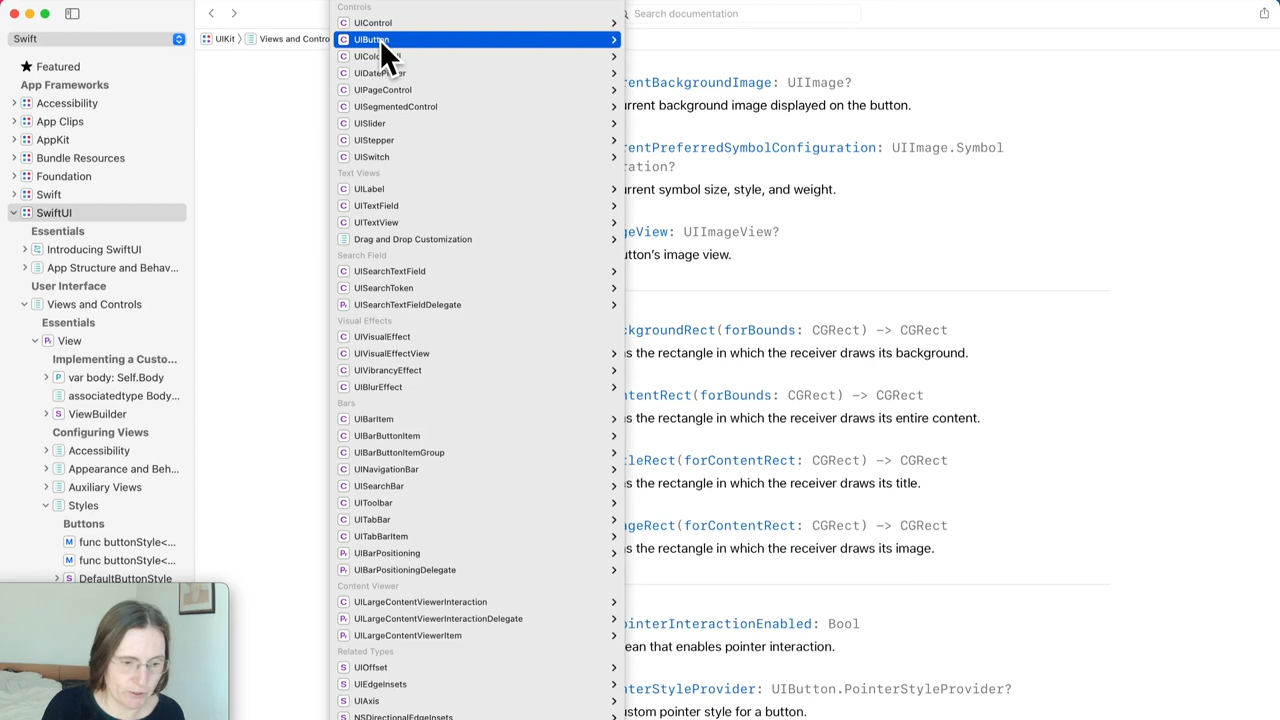 Swift
Featured
App Frameworks
Accessibility
App Clips
AppKit
Bundle Resources
Foundation
Swift
SwiftUI
Essentials
Introducing SwiftUI
App Structure and Behav...
User Interface
Views and Controls
Essentials
View
Implementing a Custo...
var body: Self.Body
associatedtype Body...
ViewBuilder
Configuring Views
Accessibility
Appearance and Beh...
Auxiliary Views
Styles
Buttons
func buttonStyle<...
func buttonStyle<...
DefaultButtonStyle
UIKit
Views and Contro
Search documentation
Controls
UIControl
UIButton
UIDatePicker
UIPageControl
UISegmentedControl
UISlider
UIStepper
UISwitch
Text Views
UILabel
UITextField
UITextView
Drag and Drop Customization
Search Field
UISearchTextField
UISearchToken
UISearchTextFieldDelegate
Visual Effects
UIVisualEffect
UIVisualEffectView
UIVibrancyEffect
UIBlurEffect
Bars
UIBarItem
UIBarButtonItem
UIBarButtonItemGroup
UINavigationBar
UISearchBar
UIToolbar
UITabBar
UITabBarItem
UIBarPositioning
UIBarPositioningDelegate
Content Viewer
UILargeContentViewerInteraction
UILargeContentViewerInteractionDelegate
UILargeContentViewerItem
Related Types
UIOffset
UIEdgeInsets
UIAxis
NSDirectionalEdgeInsets
rentBackgroundImage: UIImage?
urrent background image displayed on the button.
rentPreferredSymbolConfiguration: UIImage.Symbol
ration?
urrent symbol size, style, and weight.
geView: UIImageView?
utton's image view.
ckgroundRect(forBounds: CGRect) -> CGRect
s the rectangle in which the receiver draws its background.
ntentRect(forBounds: CGRect) -> CGRect
s the rectangle in which the receiver draws its entire content.
tleRect(forContentRect: CGRect) -> CGRect
s the rectangle in which the receiver draws its title.
ageRect(forContentRect: CGRect) -> CGRect
s the rectangle in which the receiver draws its image.
ointerInteractionEnabled: Bool
ean that enables pointer interaction.
nterStyleProvider: UIButton.PointerStyleProvider?
ustom pointer style for a button.